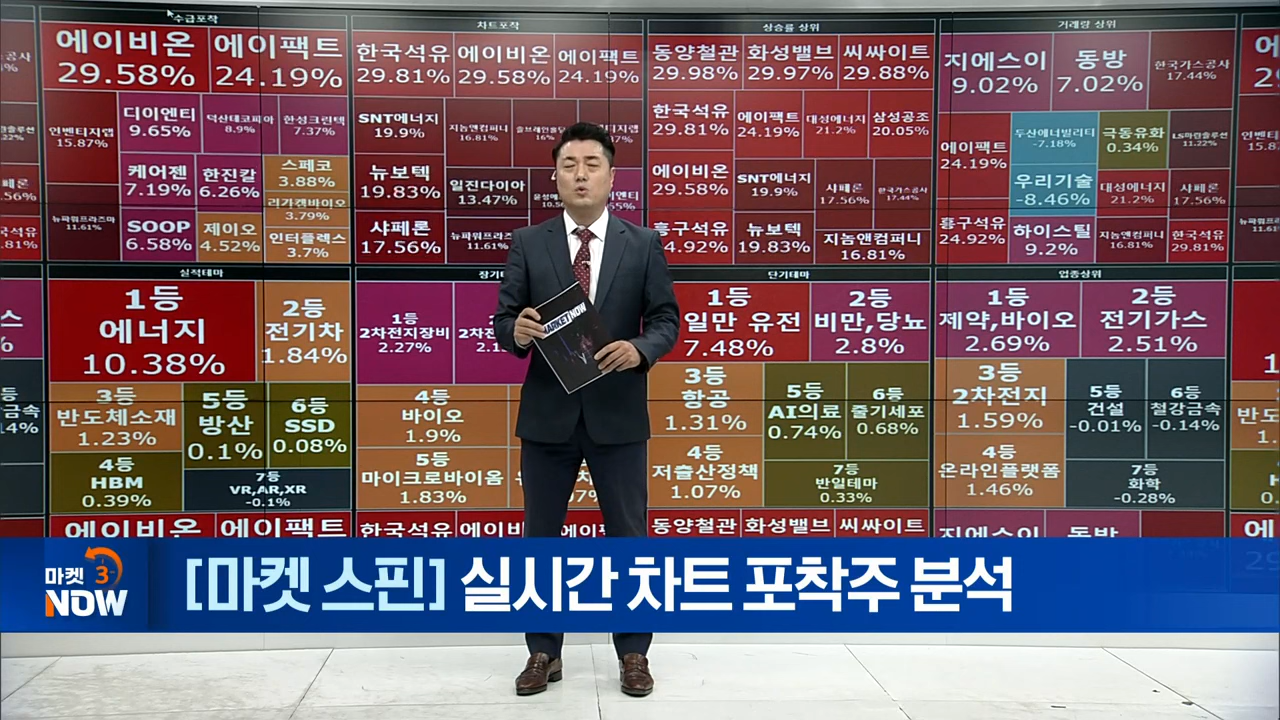 수급포착
에이비온
29.58%
에이팩트
24.19%
인벤티지랩
15.87%
디이엔티
9.65%
덕산테코피아
8.9%
한성크린텍
7.37%
케어젠
7.19%
한진칼
6.26%
스페코
3.88%
리가켐바이오
3.79%
뉴파워프라즈마
11.61%
SOOP
6.58%
제이오
4.52%
인터플렉스
3.7%
차트포착
한국석유
29.81%
에이비온
29.58%
에이팩트
24.19%
SNT에너지
19.9%
지놈앤컴퍼니
16.81%
16%
뉴보텍
19.83%
일진다이아
13.47%
샤페론
17.56%
뉴파워프라즈마
11.61%
상승률 상위
동양철관
29.98%
화성밸브
29.97%
씨싸이트
29.88%
한국석유
29.81%
에이팩트
24.19%
대성에너지
21.2%
삼성공조
20.05%
에이비온
29.58%
SNT에너지
19.9%
샤페론
17.56%
한국가스공사
17.44%
흥구석유
24.92%
뉴보텍
19.83%
지놈앤컴퍼니
16.81%
거래량 상위
지에스이
9.02%
동방
7.02%
한국가스공사
17.44%
에이팩트
24.19%
두산에너빌리티
-7.18%
극동유화
0.34%
LS마린솔루션
11.22%
우리기술
-8.46%
대성에너지
21.2%
샤페론
17.56%
흥구석유
24.92%
하이스틸
9.2%
지놈앤컴퍼니
16.81%
한국석유
29.81%
실적테마
1등
에너지
10.38%
2등
전기차
1.84%
3등
반도체소재
1.23%
5등
방산
0.1%
6등
SSD
0.08%
4등
HBM
0.39%
7등
VR,AR,XR
-0.1%
장기테
1등
2차전지장비
2.27%
4등
바이오
1.9%
5등
마이크로바이옴
1.83%
단기테마
1등
일만 유전
7.48%
2등
비만,당뇨
2.8%
3등
항공
1.31%
5등
AI의료
0.74%
6등
줄기세포
0.68%
4등
저출산정책
1.07%
7등
반일테마
0.33%
업종상위
1등
제약,바이오
2.69%
2등
전기가스
2.51%
3등
2차전지
1.59%
5등
건설
-0.01%
6등
철강금속
-0.14%
4등
온라인플랫폼
1.46%
7등
화학
-0.28%
에이비온
에이팩트
한국석유
에이비온
에이팩트
동양철관
화성밸브
씨싸이트
지에스이
동방
MARKET NOW
마켓 3
NOW
[마켓 스핀] 실시간 차트 포착주 분석